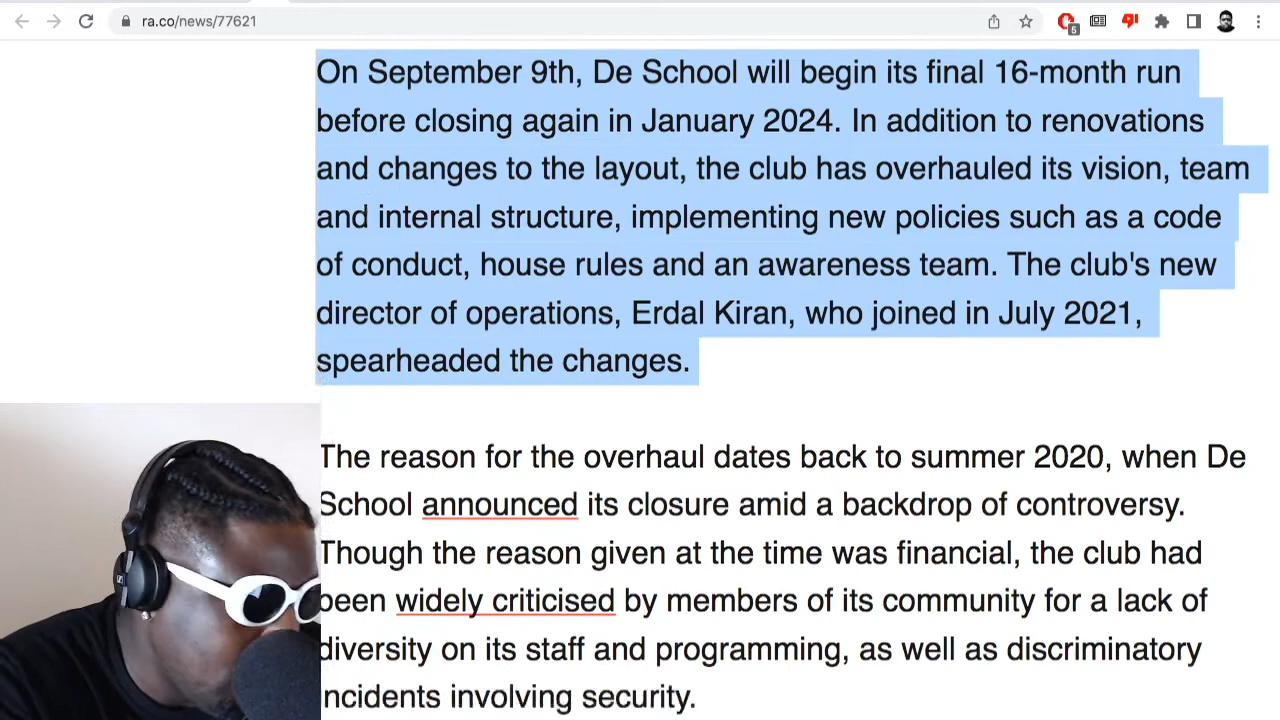 ra.co/news/77621
5
On September 9th, De School will begin its final 16-month run
before closing again in January 2024. In addition to renovations
and changes to the layout, the club has overhauled its vision, team
and internal structure, implementing new policies such as a code
of conduct, house rules and an awareness team. The club's new
director of operations, Erdal Kiran, who joined in July 2021,
spearheaded the changes.
The reason for the overhaul dates back to summer 2020, when De
School announced its closure amid a backdrop of controversy.
Though the reason given at the time was financial, the club had
been widely criticised by members of its community for a lack of
diversity on its staff and programming, as well as discriminatory
incidents involving security.